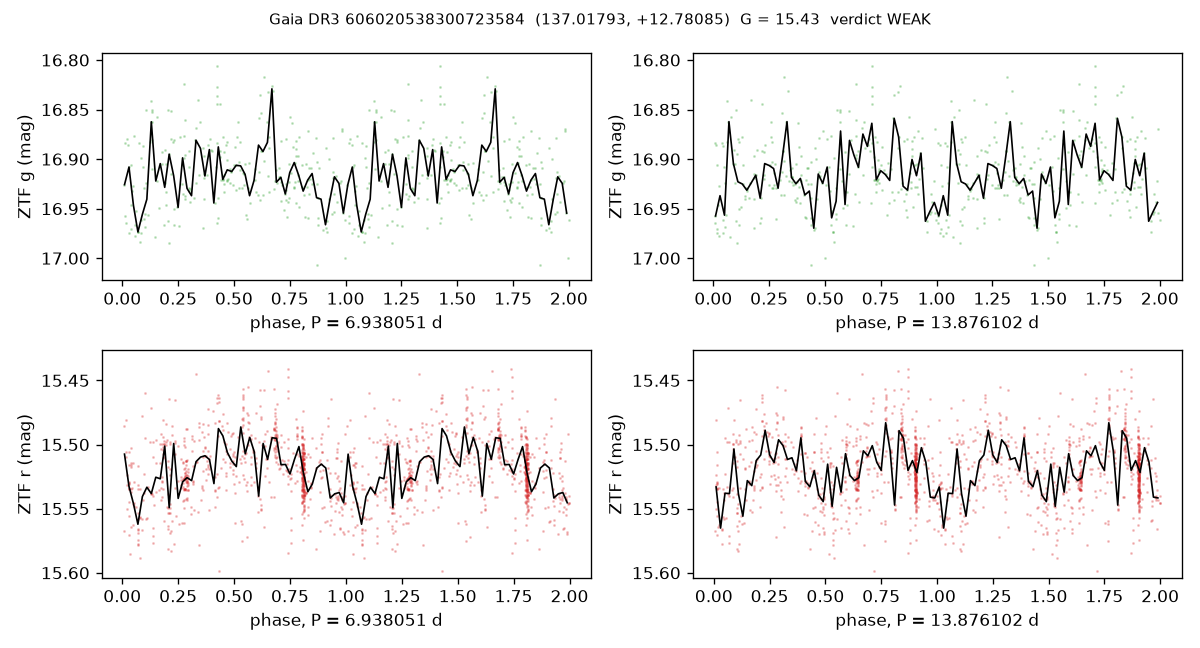 Gaia DR3 606020538300723584 (137.01793, +12.78085) G = 15.43 verdict WEAK
16.80
16.85
16.90
16.95
17.00
ZTF g (mag)
0.00 0.25 0.50 0.75 1.00 1.25 1.50 1.75 2.00
phase, P = 6.938051 d
16.80
16.85
16.90
16.95
17.00
ZTF g (mag)
0.00 0.25 0.50 0.75 1.00 1.25 1.50 1.75 2.00
phase, P = 13.876102 d
15.45
15.50
15.55
15.60
ZTF r (mag)
0.00 0.25 0.50 0.75 1.00 1.25 1.50 1.75 2.00
phase, P = 6.938051 d
15.45
15.50
15.55
15.60
ZTF r (mag)
0.00 0.25 0.50 0.75 1.00 1.25 1.50 1.75 2.00
phase, P = 13.876102 d